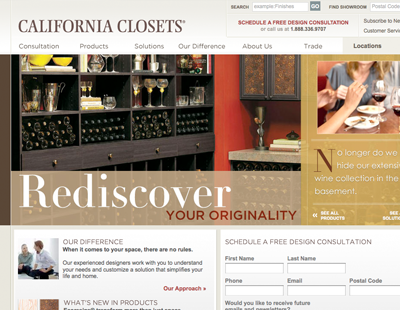 SEARCH example:Finishes GO FIND SHOWROOM Postal Code
CALIFORNIA CLOSETS®
SCHEDULE A FREE DESIGN CONSULTATION
or call us at 1.888.336.9707
Subscribe to Ne
Customer Servic
Consultation Products Solutions Our Difference About Us Trade Locations
No longer do we
hide our extensi
wine collection in the
basement.
Rediscover
YOUR ORIGINALITY
SEE ALL
PRODUCTS
SEE
SOLUT
OUR DIFFERENCE
When it comes to your space, there are no rules.
Our experienced designers work with you to understand
your needs and customize a solution that simplifies your
life and home.
Our Approach »
WHAT'S NEW IN PRODUCTS
SCHEDULE A FREE DESIGN CONSULTATION
First Name Last Name
Phone Email Postal Code
Would you like to receive future
emails and newsletters?